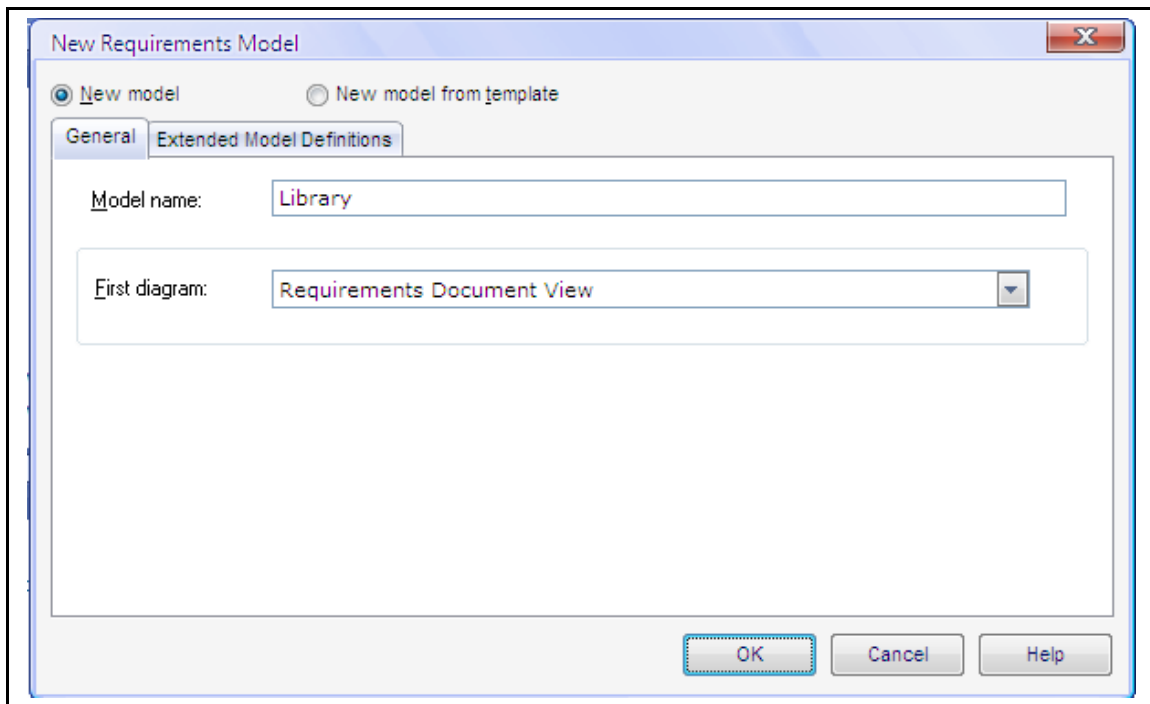 New Requirements Model
New model New model from template
General Extended Model Definitions
Model name: Library
First diagram: Requirements Document View
OK Cancel Help